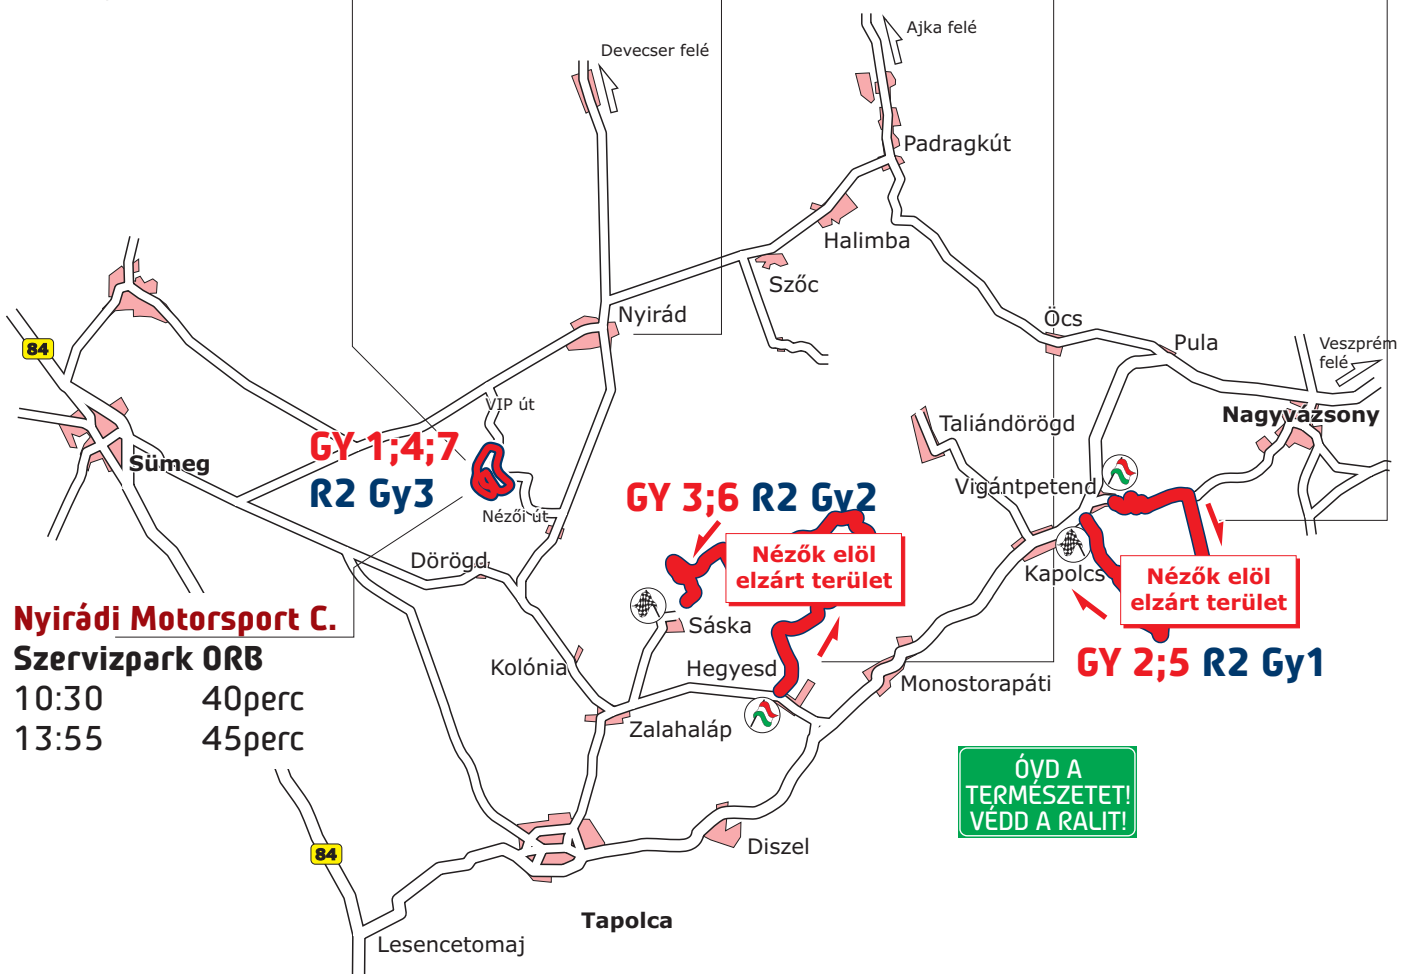 Ajka felé
Devecser felé
Padragkút
Halimba
Szőc
Nyirád
Öcs
Pula
Veszprém
felé
84
VIP út
Taliándörögd
Nagyvázsony
GY 1;4;7
R2 Gy3
Sümeg
Vigántpetend
GY 3;6 R2 Gy2
Nézői út
Nézők elöl
elzárt terület
Dörögd
Kapolcs
Nézők elöl
elzárt terület
Nyirádi Motorsport C.
Szervizpark ORB
10:30 40perc
13:55 45perc
Sáska
Kolónia
Hegyesd
Monostorapáti
GY 2;5 R2 Gy1
Zalahaláp
ÓVD A
TERMÉSZETET!
VÉDD A RALIT!
84
Diszel
Tapolca
Lesencetomaj